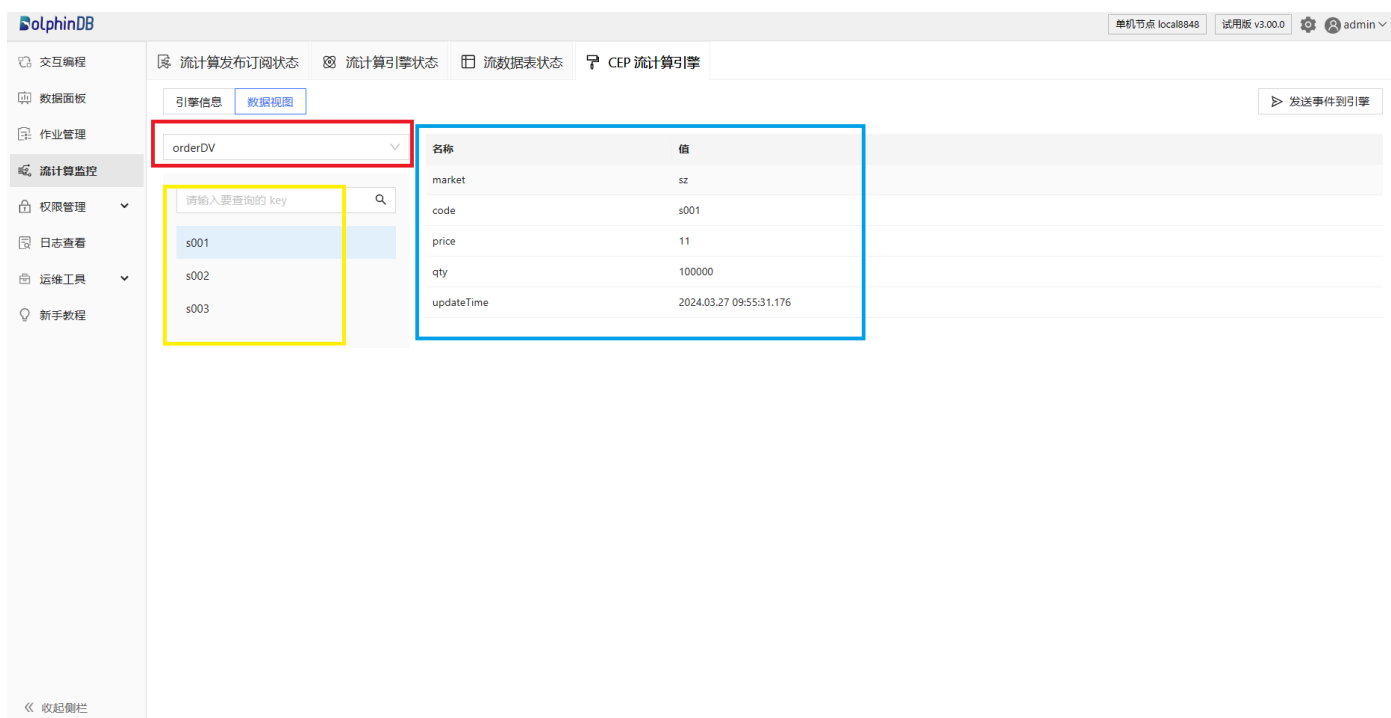 DolphinDB
单机节点 local8848
试用版 v3.00.0
admin
交互编程
数据面板
作业管理
流计算监控
权限管理
日志查看
运维工具
新手教程
收起侧栏
流计算发布订阅状态
流计算引擎状态
流数据表状态
CEP 流计算引擎
引擎信息
数据视图
发送事件到引擎
orderDV
请输入要查询的 key
s001
s002
s003
名称 值
market sz
code s001
price 11
qty 100000
updateTime 2024.03.27 09:55:31.176